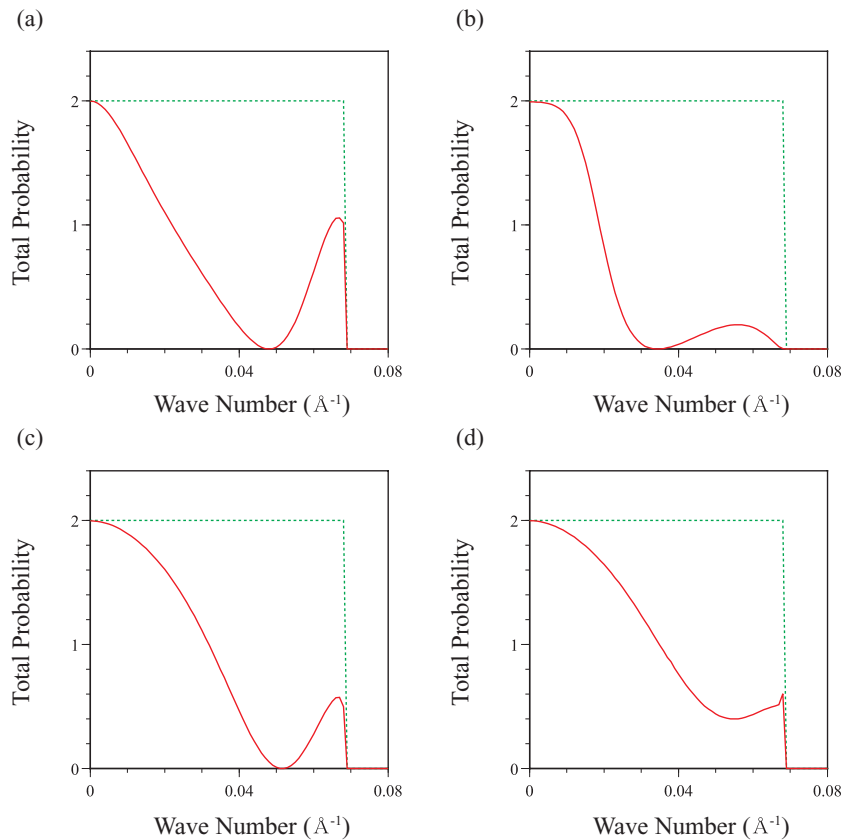 (a)
(b)
Total Probability
2
1
0
0
0.04
0.08
Wave Number (Å⁻¹)
Total Probability
2
1
0
0
0.04
0.08
Wave Number (Å⁻¹)
(c)
(d)
Total Probability
2
1
0
0
0.04
0.08
Wave Number (Å⁻¹)
Total Probability
2
1
0
0
0.04
0.08
Wave Number (Å⁻¹)